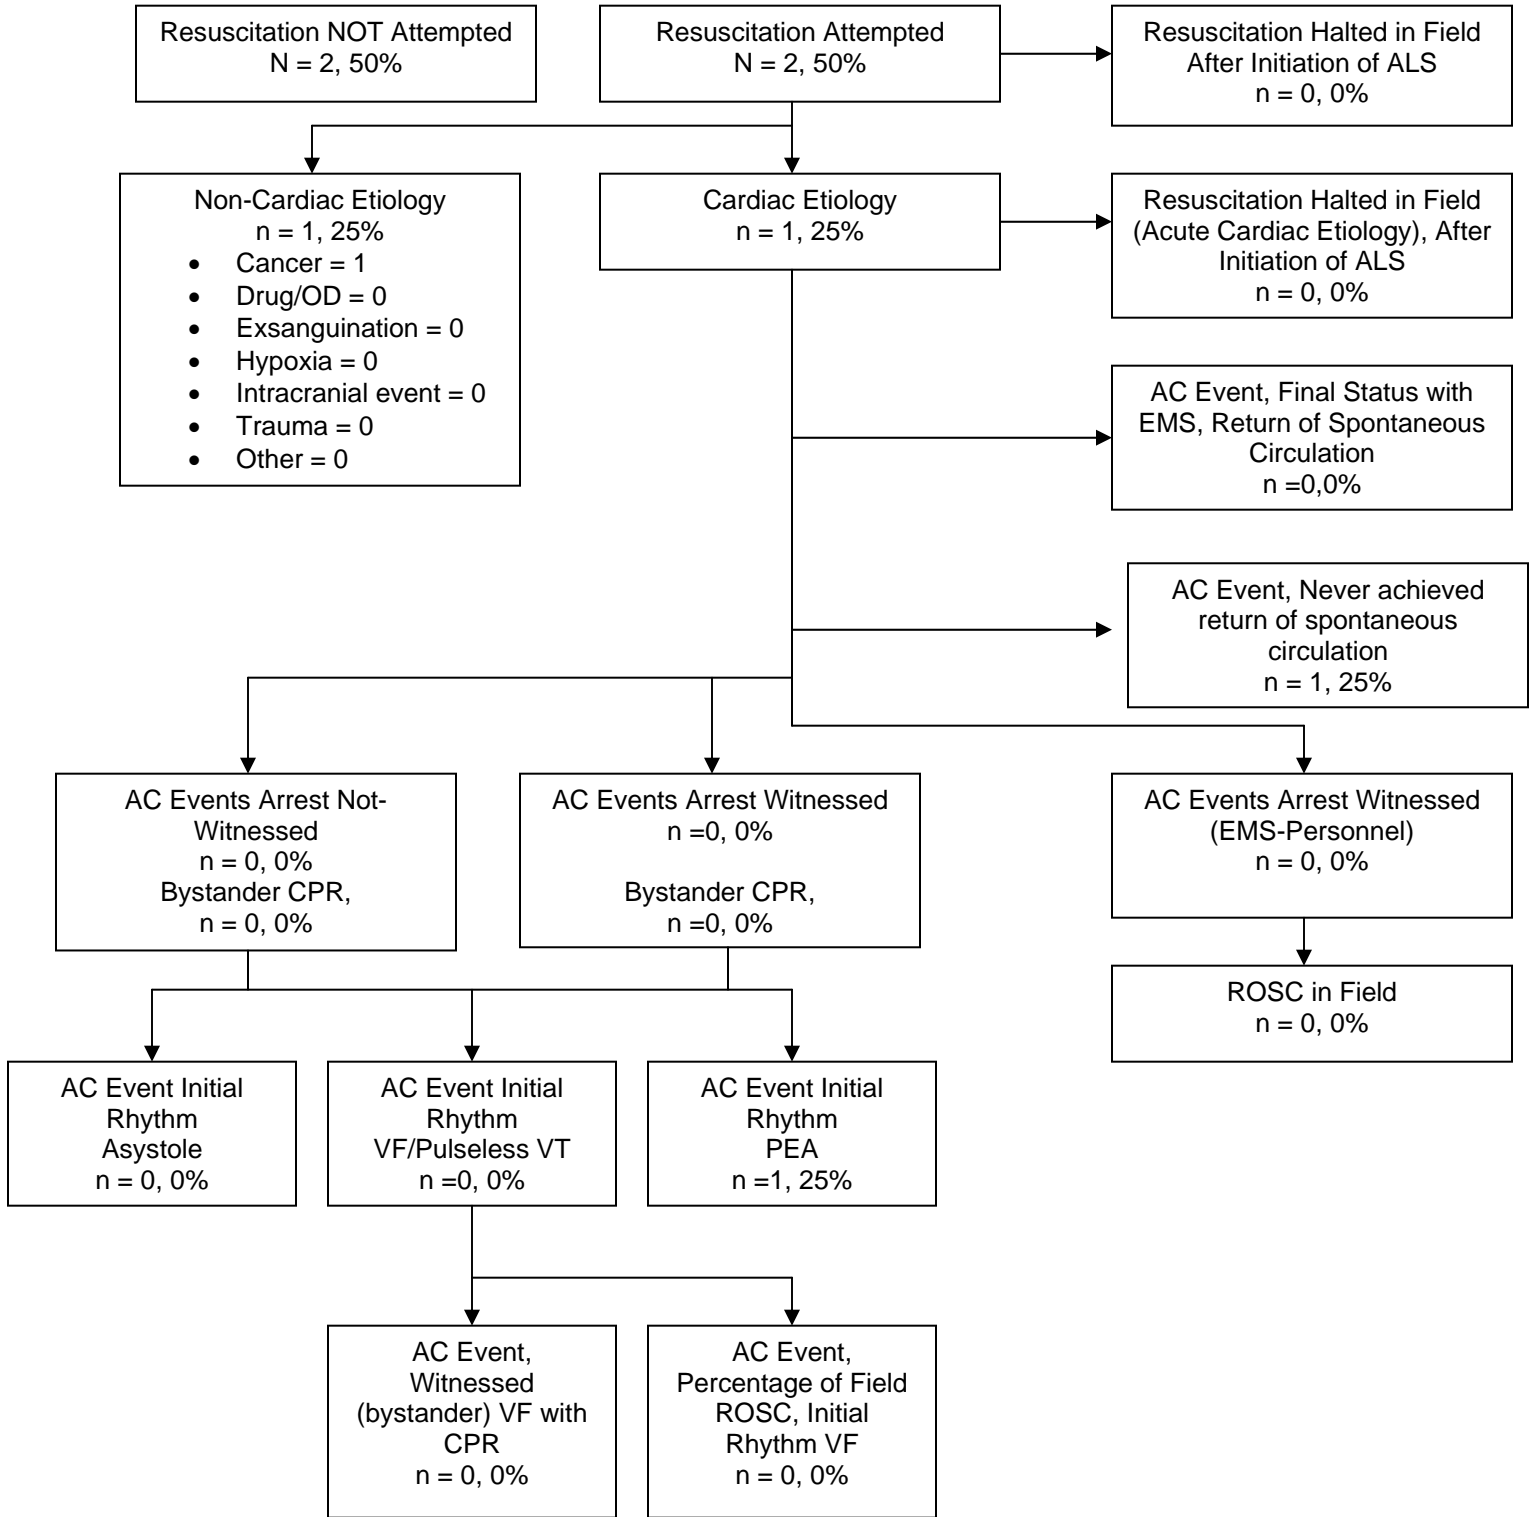 Resuscitation NOT Attempted
N = 2, 50%
Resuscitation Attempted
N = 2, 50%
Resuscitation Halted in Field
After Initiation of ALS
n = 0, 0%
Non-Cardiac Etiology
n = 1, 25%
• Cancer = 1
• Drug/OD = 0
• Exsanguination = 0
• Hypoxia = 0
• Intracranial event = 0
• Trauma = 0
• Other = 0
Cardiac Etiology
n = 1, 25%
Resuscitation Halted in Field
(Acute Cardiac Etiology), After
Initiation of ALS
n = 0, 0%
AC Event, Final Status with
EMS, Return of Spontaneous
Circulation
n =0,0%
AC Event, Never achieved
return of spontaneous
circulation
n = 1, 25%
AC Events Arrest Not-
Witnessed
n = 0, 0%
Bystander CPR,
n = 0, 0%
AC Events Arrest Witnessed
n =0, 0%
Bystander CPR,
n =0, 0%
AC Events Arrest Witnessed
(EMS-Personnel)
n = 0, 0%
ROSC in Field
n = 0, 0%
AC Event Initial
Rhythm
Asystole
n = 0, 0%
AC Event Initial
Rhythm
VF/Pulseless VT
n =0, 0%
AC Event Initial
Rhythm
PEA
n =1, 25%
AC Event,
Witnessed
(bystander) VF with
CPR
n = 0, 0%
AC Event,
Percentage of Field
ROSC, Initial
Rhythm VF
n = 0, 0%